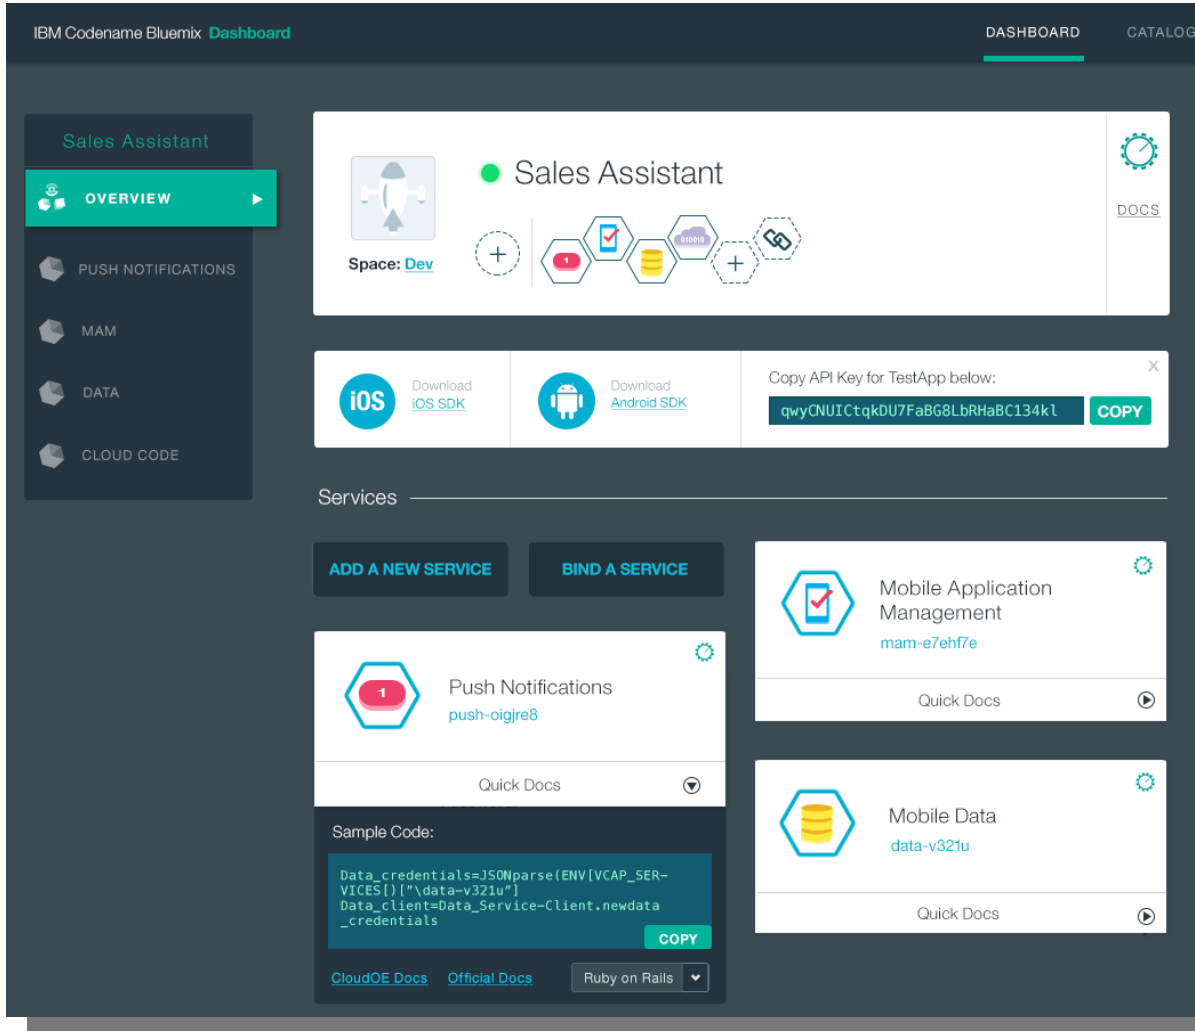 IBM Codename Bluemix Dashboard
DASHBOARD
CATALOG
Sales Assistant
OVERVIEW
PUSH NOTIFICATIONS
MAM
DATA
CLOUD CODE
Sales Assistant
DOCS
Space: Dev
1
010010
iOS
Download
iOS SDK
Download
Android SDK
Copy API Key for TestApp below:
X
qwyCNUICtqkDU7FaBG8LbRHaBC134kl
COPY
Services
ADD A NEW SERVICE
BIND A SERVICE
1
Push Notifications
push-oigjre8
Quick Docs
Sample Code:
Data_credentials=JSONparse(ENV[VCAP_SER-
VICES[)["\data-v321u"]
Data_client=Data_Service-Client.newdata
_credentials
COPY
CloudOE Docs
Official Docs
Ruby on Rails
Mobile Application
Management
mam-e7ehf7e
Quick Docs
Mobile Data
data-v321u
Quick Docs